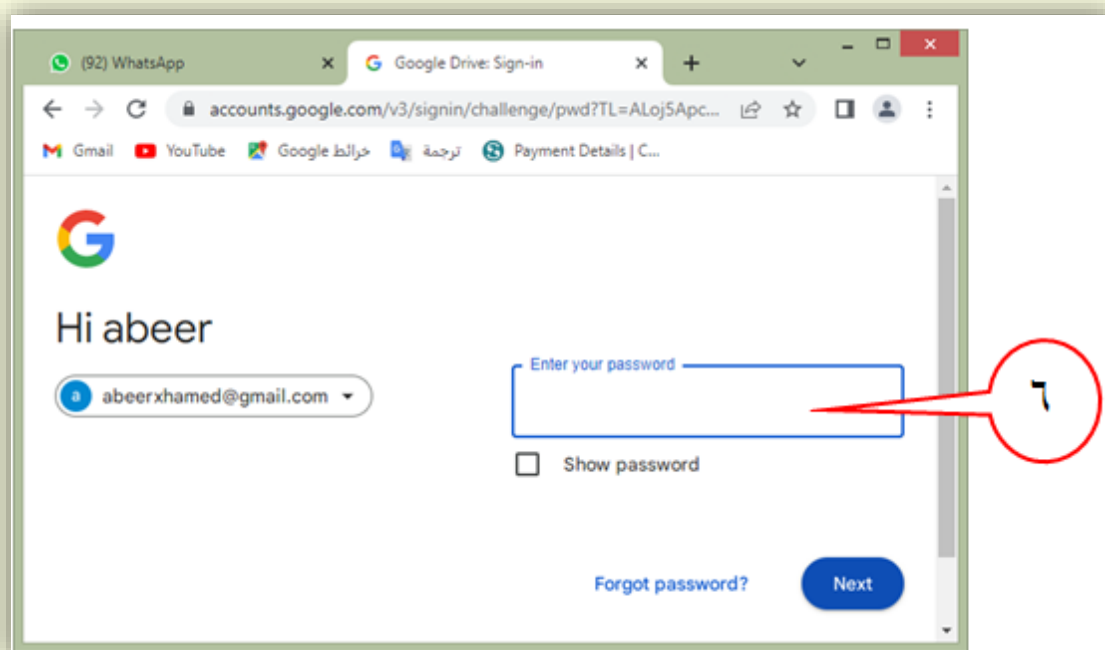 (92) WhatsApp
Google Drive: Sign-in
accounts.google.com/v3/signin/challenge/pwd?TL=ALoj5Apc...
Gmail YouTube خرائط Google ترجمة Payment Details | C...
Hi abeer
a abeerxhamed@gmail.com
Enter your password
٦
Show password
Forgot password?
Next